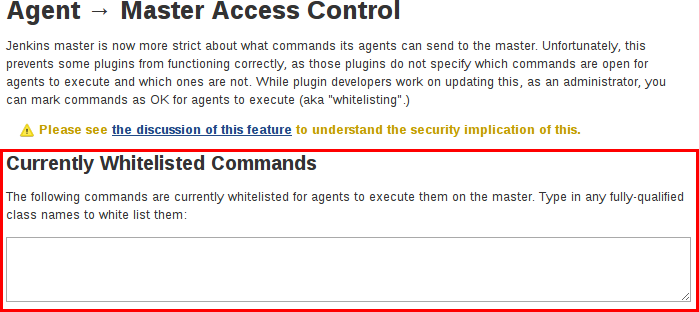 Agent → Master Access Control
Jenkins master is now more strict about what commands its agents can send to the master. Unfortunately, this
prevents some plugins from functioning correctly, as those plugins do not specify which commands are open for
agents to execute and which ones are not. While plugin developers work on updating this, as an administrator, you
can mark commands as OK for agents to execute (aka "whitelisting".)
Please see the discussion of this feature to understand the security implication of this.
Currently Whitelisted Commands
The following commands are currently whitelisted for agents to execute them on the master. Type in any fully-qualified
class names to white list them: